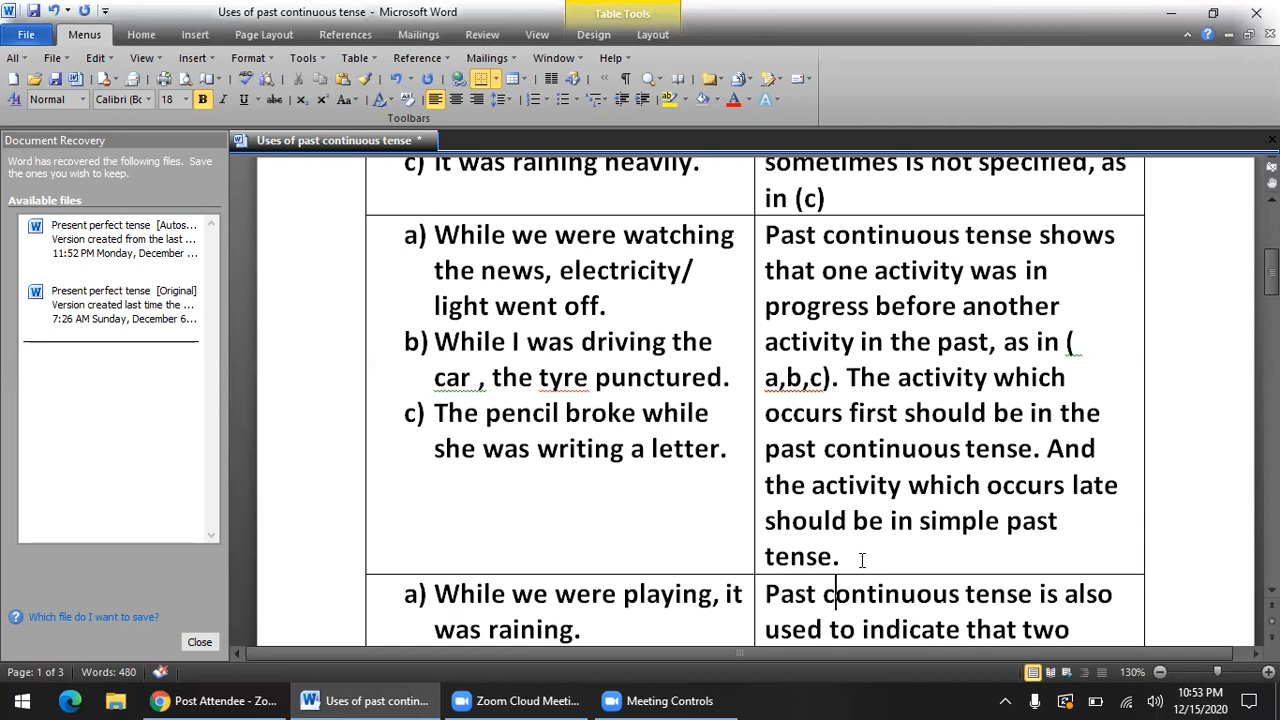 Uses of past continuous tense - Microsoft Word
Table Tools
File Menus Home Insert Page Layout References Mailings Review View Design Layout
All File Edit View Insert Format Tools Table Reference Mailings Window Help
Normal Calibri (Bc 18 B I U abc Aa
Toolbars
Document Recovery
Word has recovered the following files. Save
the ones you wish to keep.
Available files
Present perfect tense [Autos...
Version created from the last ...
11:52 PM Monday, December ...
Present perfect tense [Original]
Version created last time the ...
7:26 AM Sunday, December 6...
Which file do I want to save?
Close
Uses of past continuous tense *
c) It was raining heavily.
sometimes is not specified, as
in (c)
a) While we were watching
the news, electricity/
light went off.
b) While I was driving the
car , the tyre punctured.
c) The pencil broke while
she was writing a letter.
Past continuous tense shows
that one activity was in
progress before another
activity in the past, as in (
a,b,c). The activity which
occurs first should be in the
past continuous tense. And
the activity which occurs late
should be in simple past
tense.
a) While we were playing, it
was raining.
Past continuous tense is also
used to indicate that two
Page: 1 of 3 Words: 480 130%
Post Attendee - Zo... Uses of past contin... Zoom Cloud Meeti... Meeting Controls
10:53 PM
12/15/2020